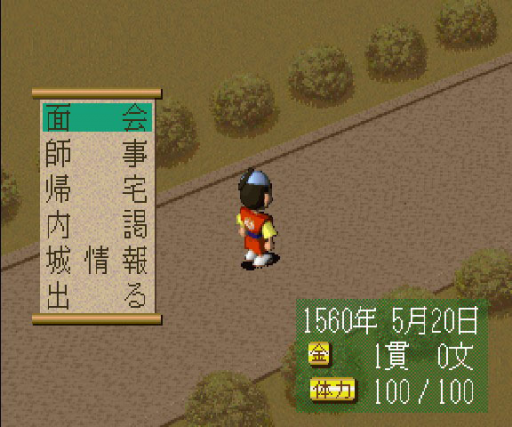 面会
師事
帰宅
内謁
城情報
出る
1560年 5月20日
金 1貫 0文
体力 100/100